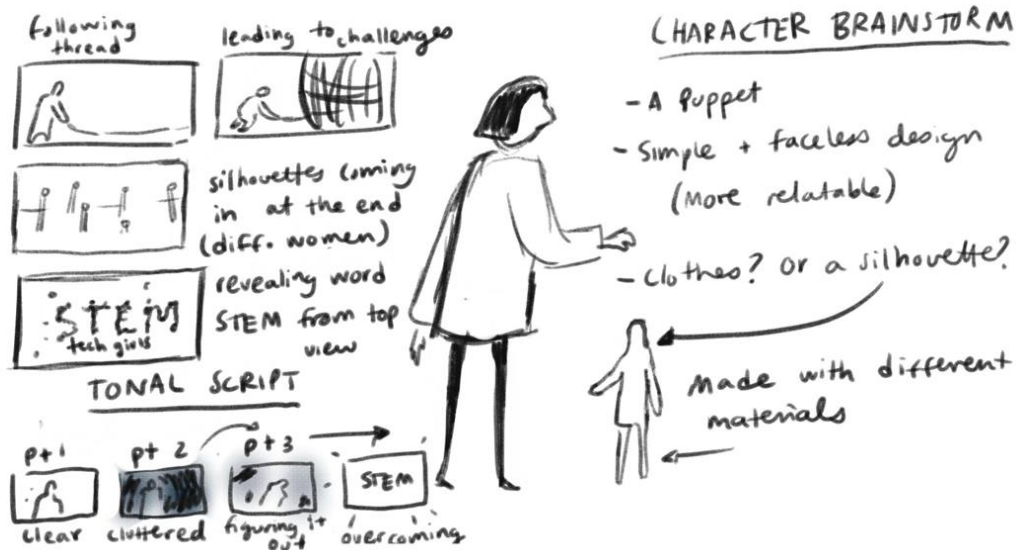 following
thread
leading to challenges
silhouettes coming
in at the end
(diff. women)
STEM
tech girls
revealing word
STEM from top
view
TONAL SCRIPT
pt 1
clear
pt 2
cluttered
pt 3
figuring it
out
STEM
overcoming
CHARACTER BRAINSTORM
- A Puppet
- Simple + faceless design
(More relatable)
- Clothes? or a silhouette?
Made with different
materials